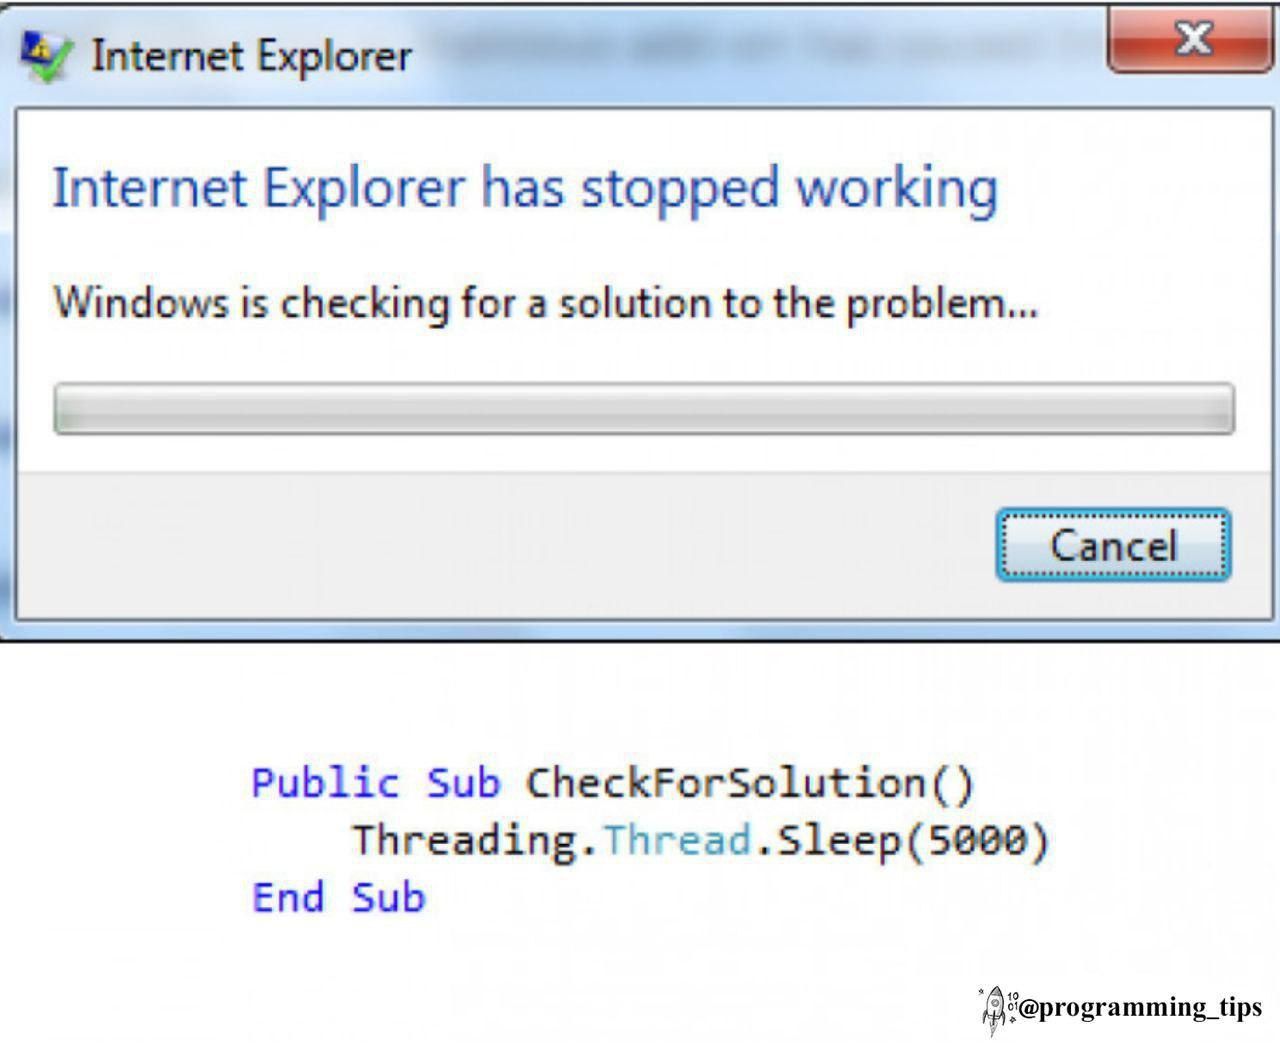 Internet Explorer
Internet Explorer has stopped working
Windows is checking for a solution to the problem...
Cancel
Public Sub CheckForSolution()
    Threading.Thread.Sleep(5000)
End Sub
@programming_tips